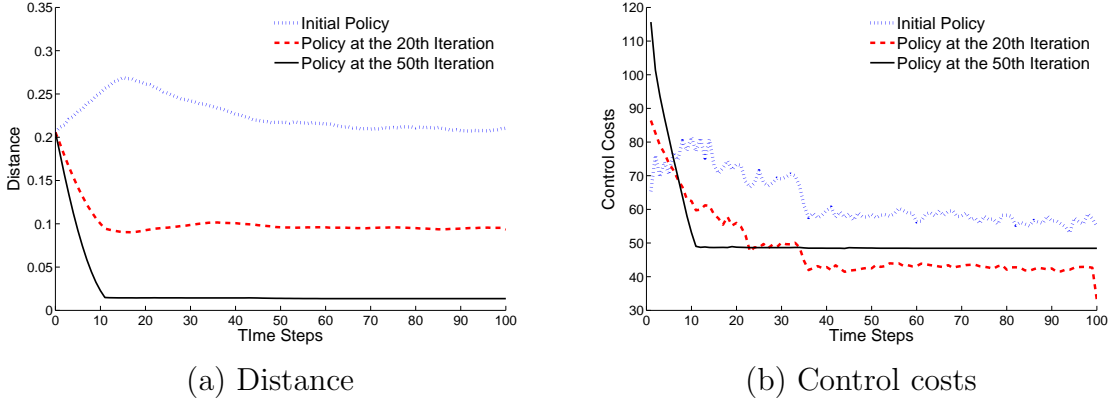 0.35
0.3
0.25
0.2
0.15
0.1
0.05
0
Distance
Initial Policy
Policy at the 20th Iteration
Policy at the 50th Iteration
0 10 20 30 40 50 60 70 80 90 100
TIme Steps
(a) Distance
120
110
100
90
80
70
60
50
40
30
Control Costs
Initial Policy
Policy at the 20th Iteration
Policy at the 50th Iteration
0 10 20 30 40 50 60 70 80 90 100
Time Steps
(b) Control costs